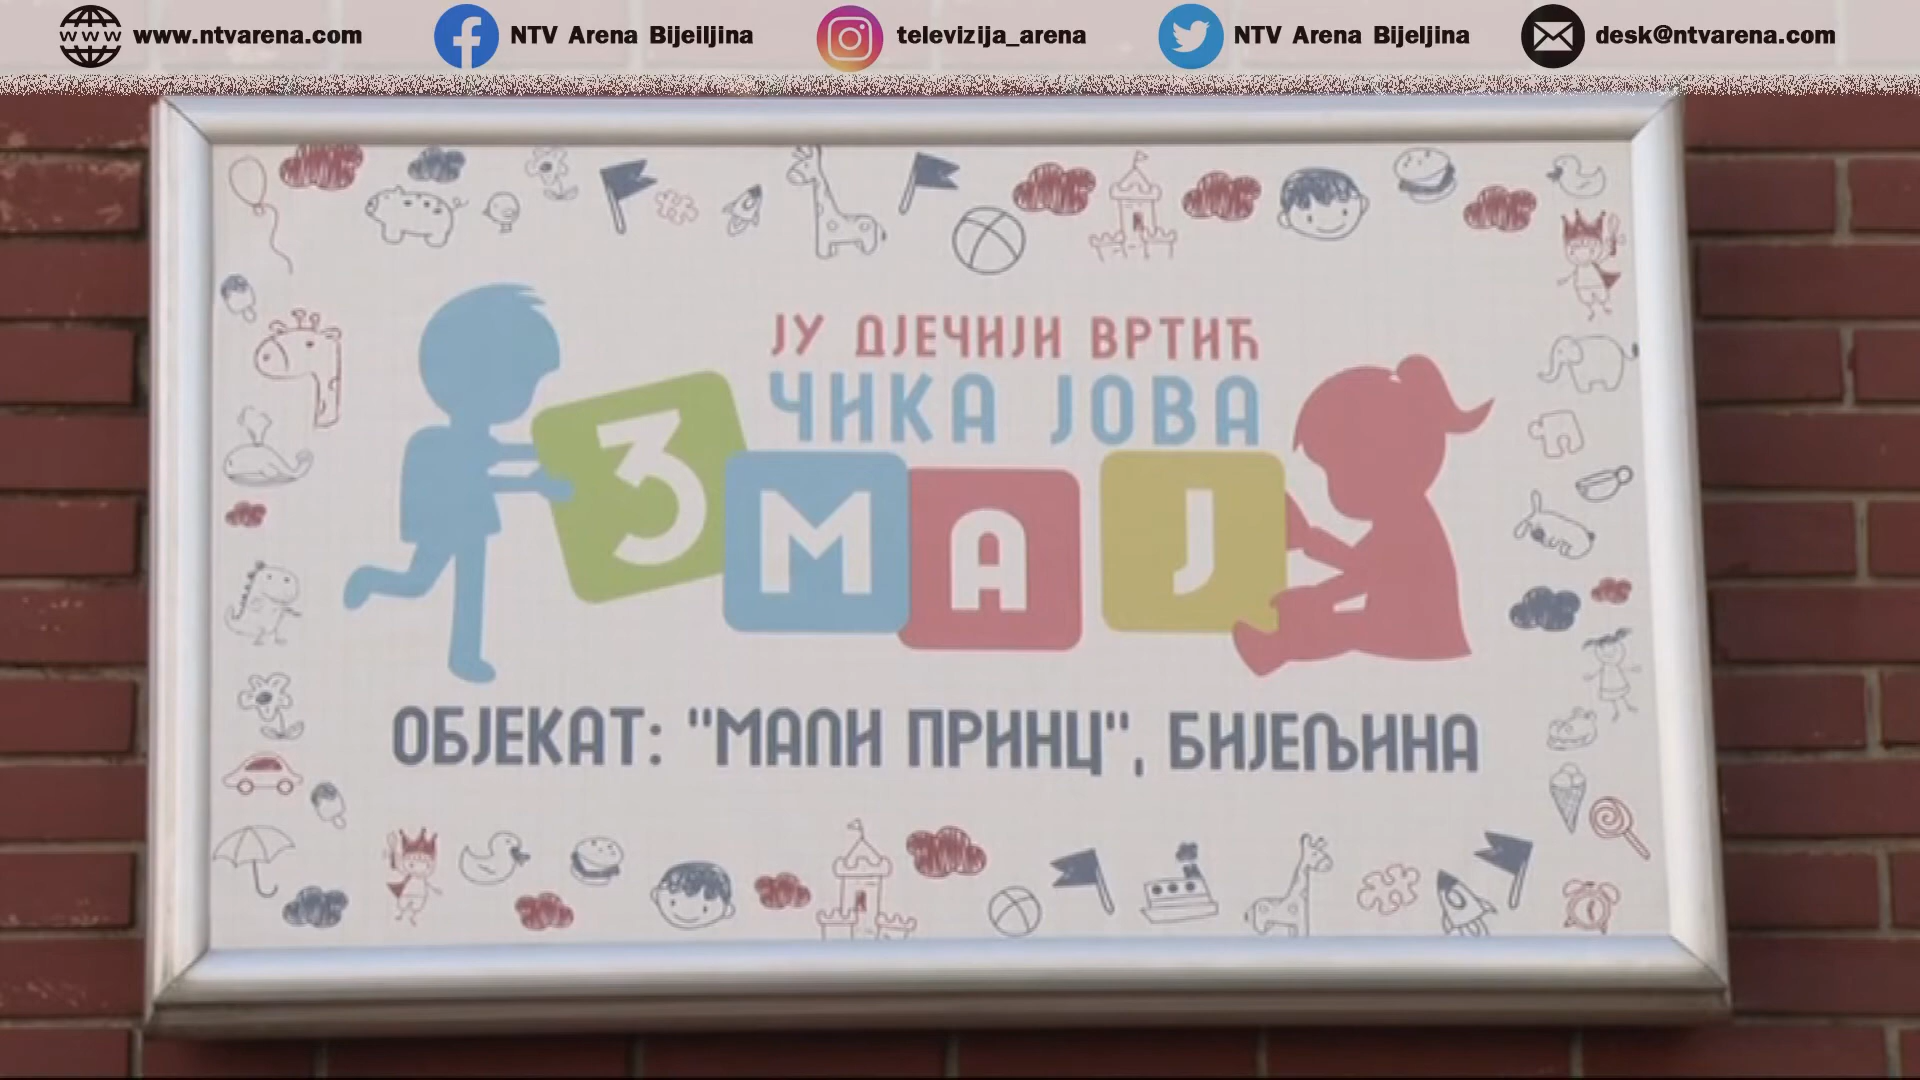 www.ntvarena.com NTV Arena Bijeiljina televizija_arena NTV Arena Bijeljina desk@ntvarena.com
ЈУ ДЈЕЧИЈИ ВРТИЋ
ЧИКА ЈОВА
ЗМАЈ
ОБЈЕКАТ: "МАЛИ ПРИНЦ", БИЈЕЉИНА